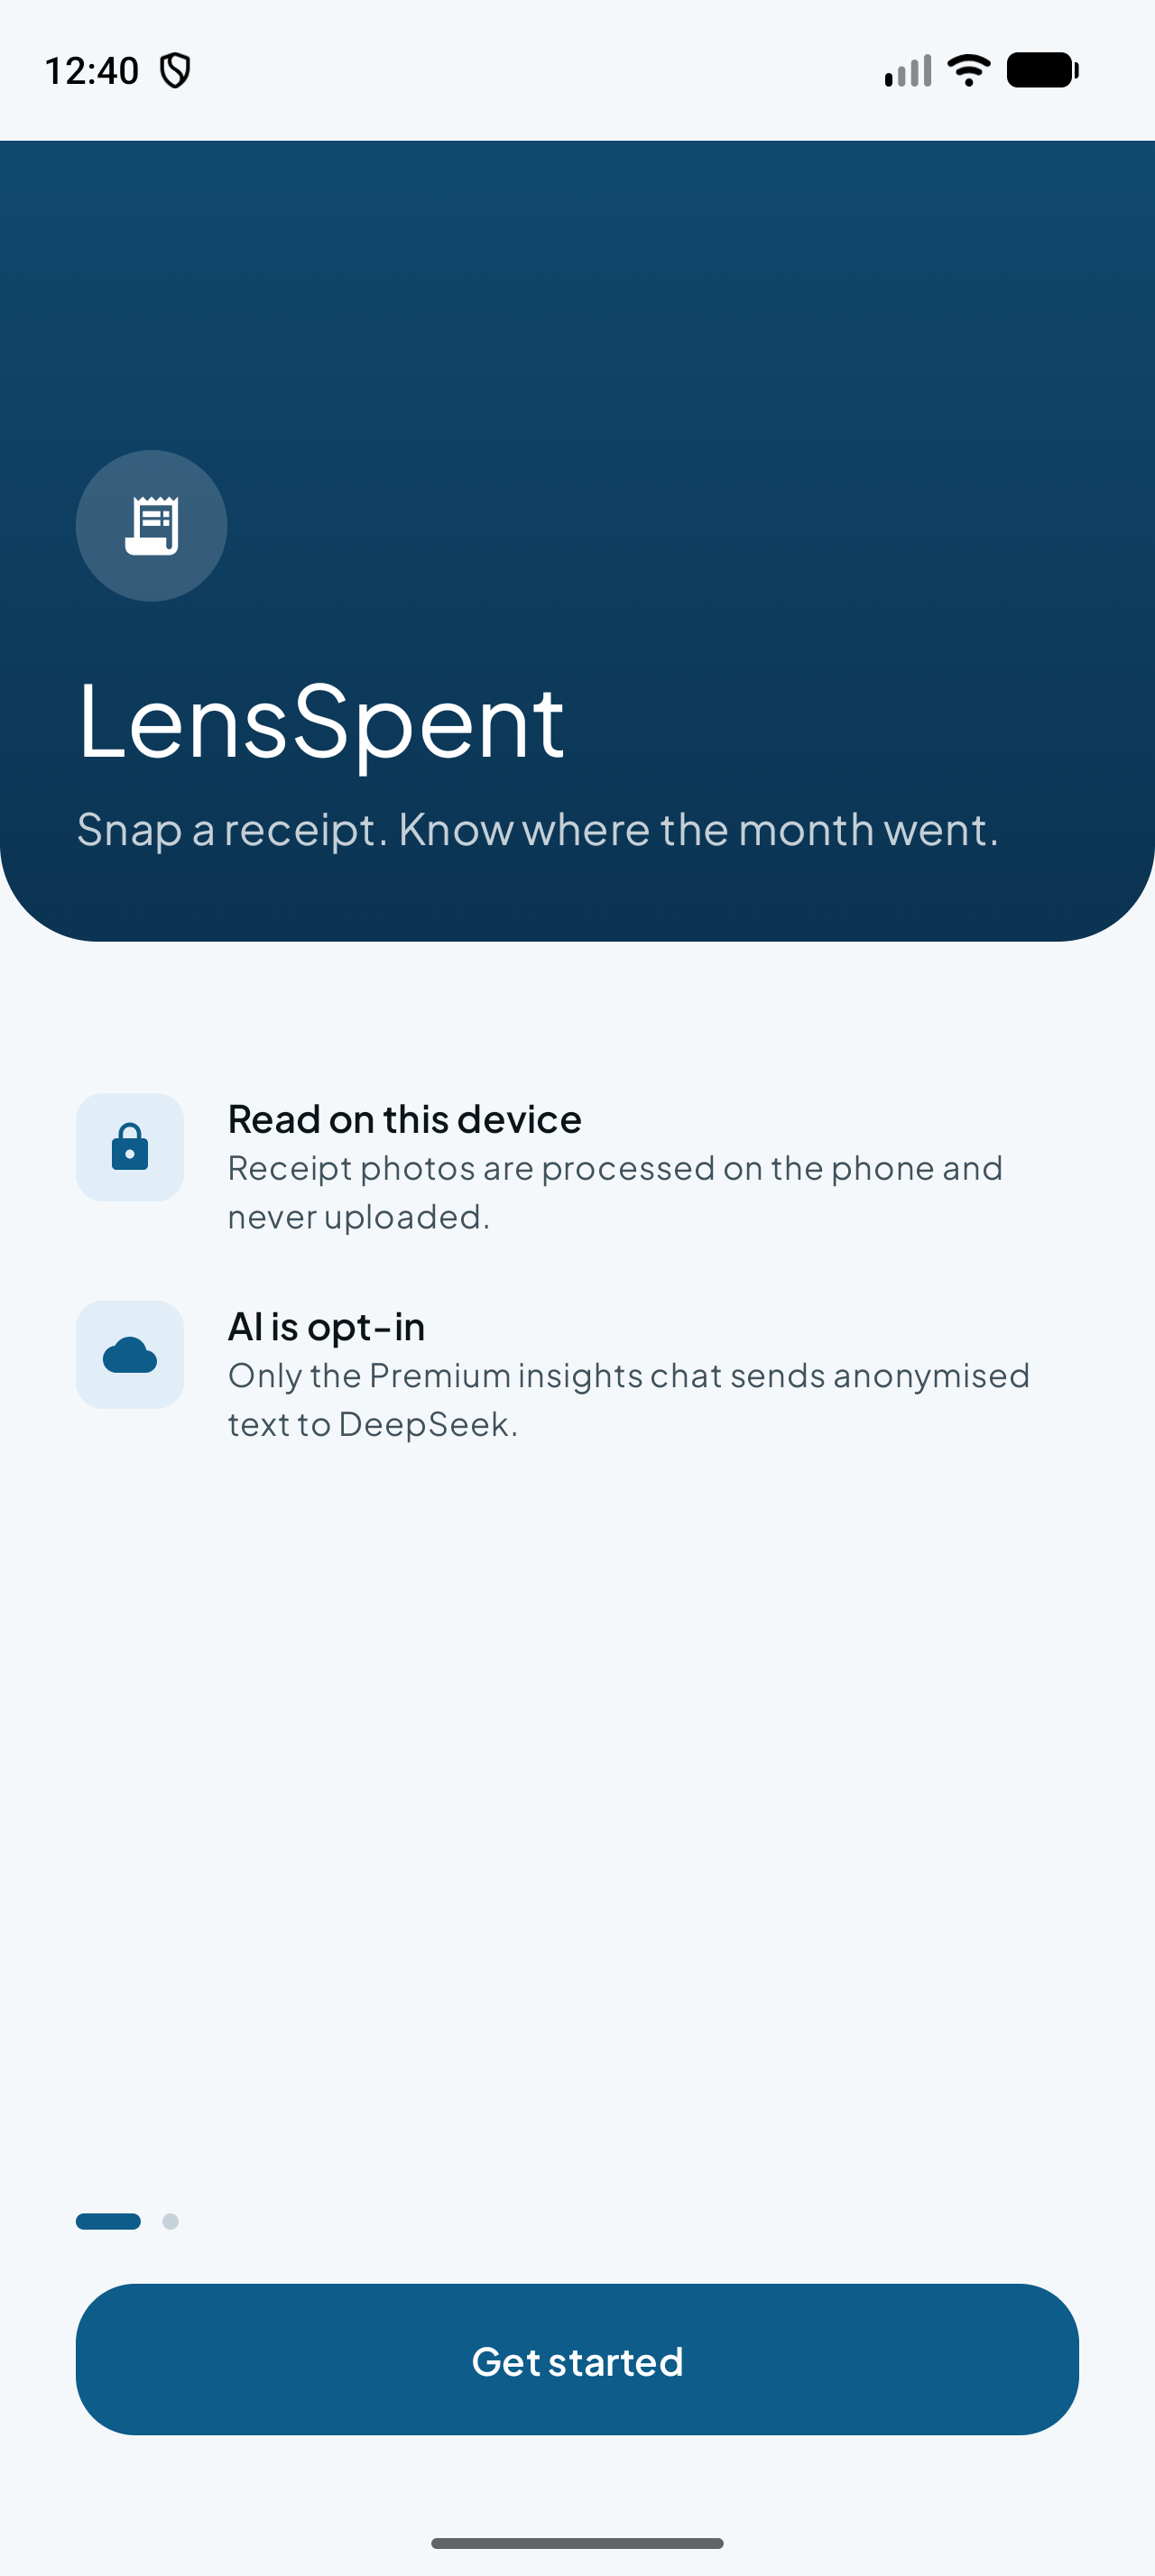 12:40
LensSpent
Snap a receipt. Know where the month went.
Read on this device
Receipt photos are processed on the phone and
never uploaded.
AI is opt-in
Only the Premium insights chat sends anonymised
text to DeepSeek.
Get started